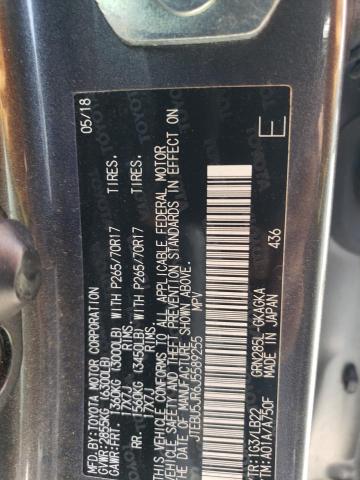 MFD.BY: TOYOTA MOTOR CORPORATION 05/18
GVWR: 2855KG (6300LB)
GAWR:FRT. 1360KG (3000LB) WITH P265/70R17 TIRES.
17X7J RIMS.
RR. 1560KG (3450LB) WITH P265/70R17 TIRES.
17X7J RIMS.
THIS VEHICLE CONFORMS TO ALL APPLICABLE FEDERAL MOTOR
VEHICLE SAFETY AND THEFT PREVENTION STANDARDS IN EFFECT ON
THE DATE OF MANUFACTURE SHOWN ABOVE.
JTEBU5JR6J5582255 MPV
GRN285L-GKAGKA
C/TR:1G3/LB22 MADE IN JAPAN
A/TM:A01A/A750F 436
E